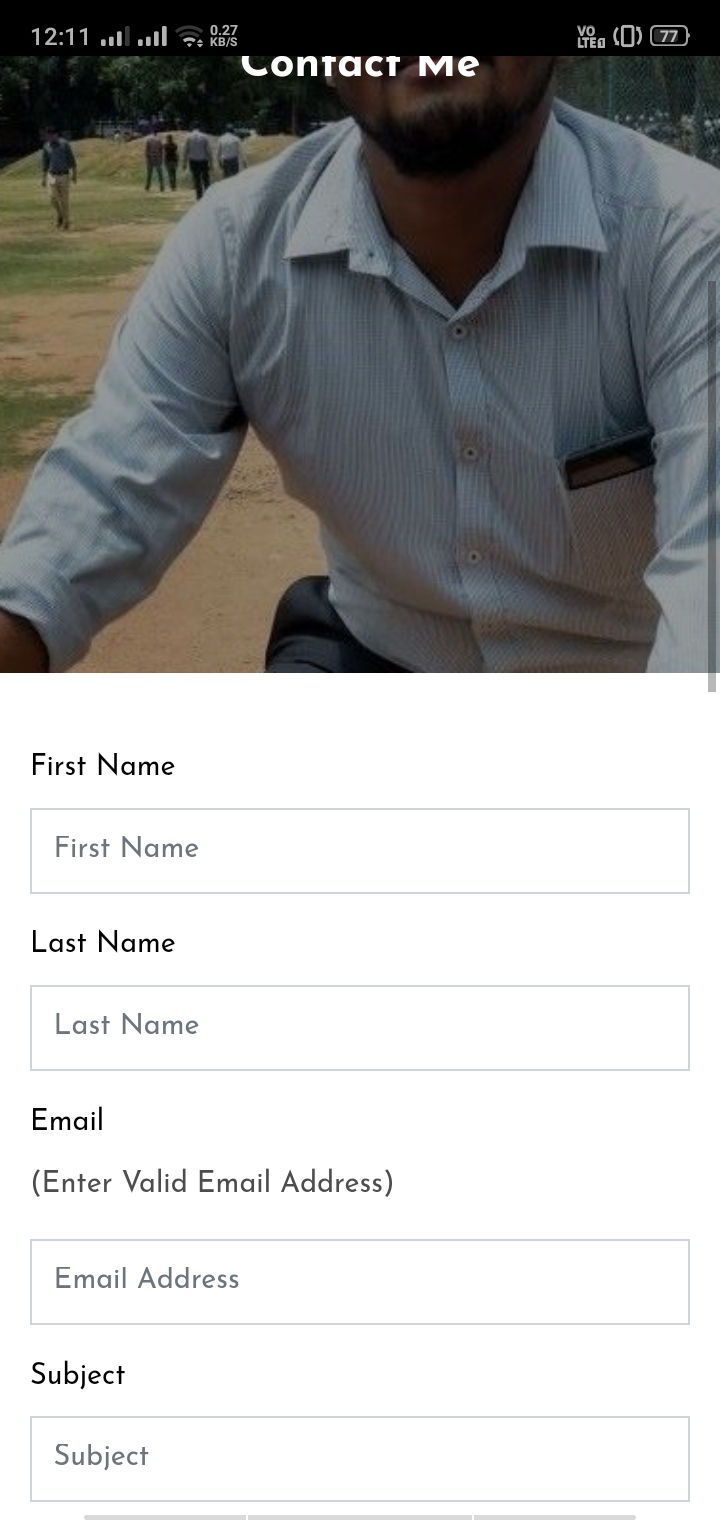 12:11 0.27 KB/S VO LTE 77
Contact Me
First Name
First Name
Last Name
Last Name
Email
(Enter Valid Email Address)
Email Address
Subject
Subject